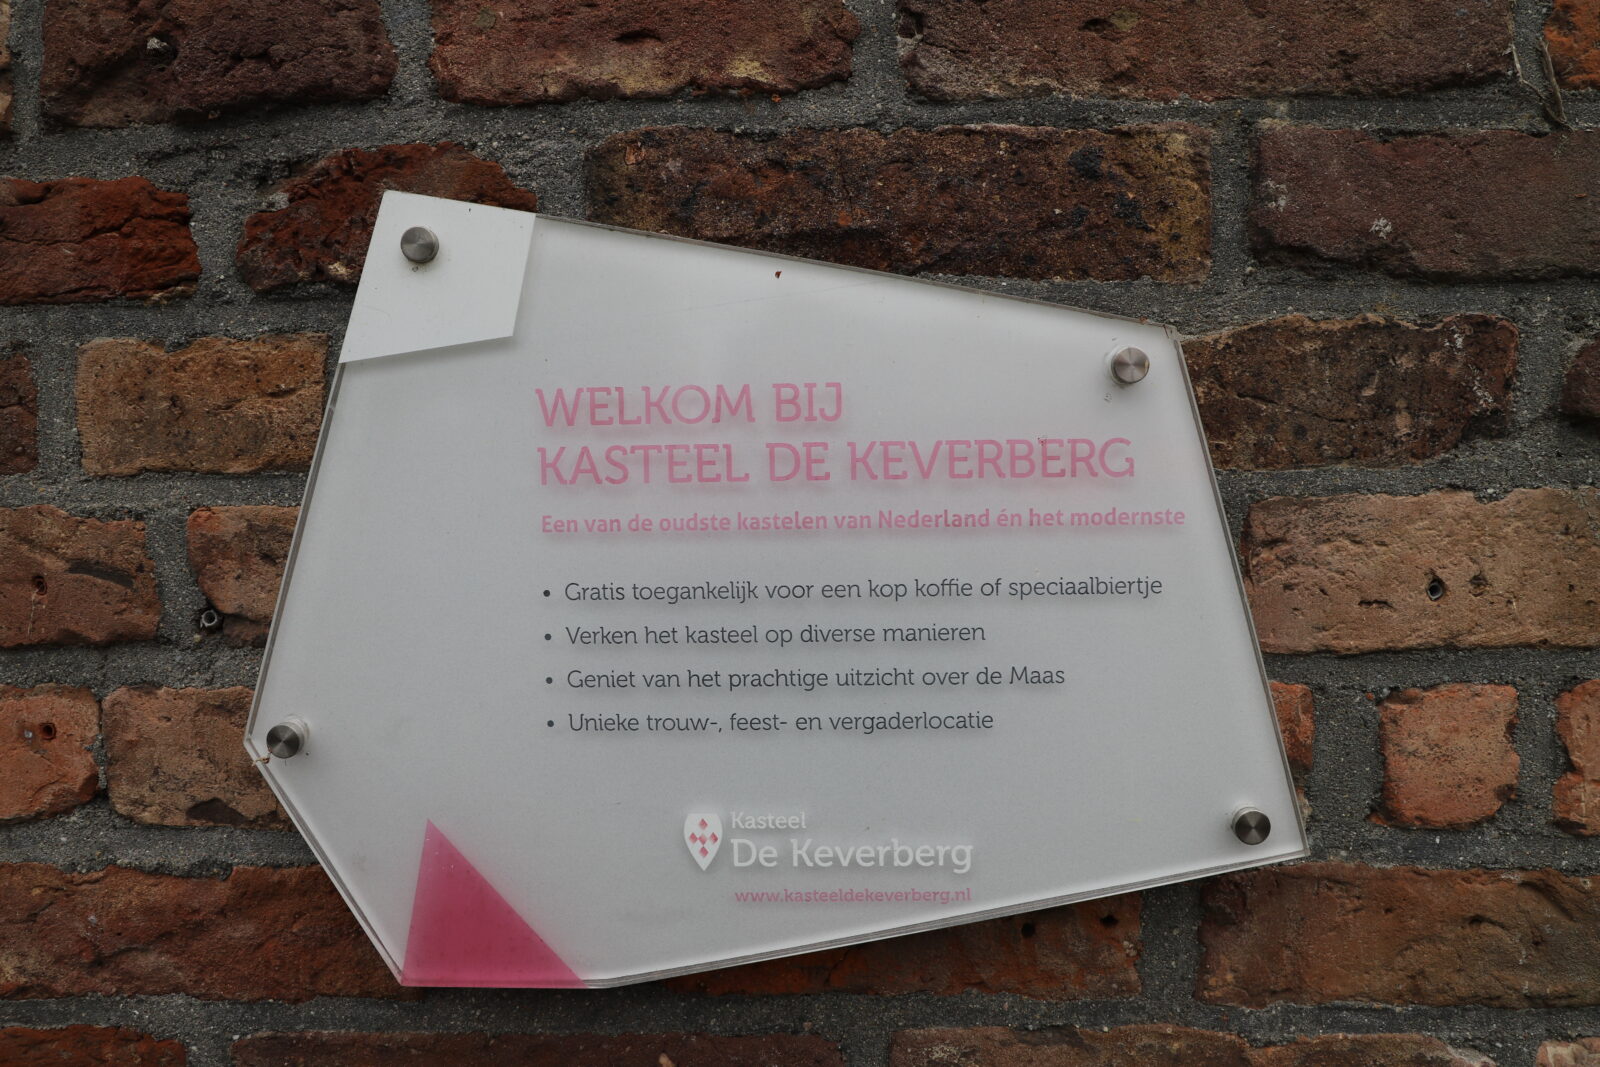 WELKOM BIJ
KASTEEL DE KEVERBERG
Een van de oudste kastelen van Nederland én het modernste
• Gratis toegankelijk voor een kop koffie of speciaalbiertje
• Verken het kasteel op diverse manieren
• Geniet van het prachtige uitzicht over de Maas
• Unieke trouw-, feest- en vergaderlocatie
Kasteel
De Keverberg
www.kasteeldekeverberg.nl